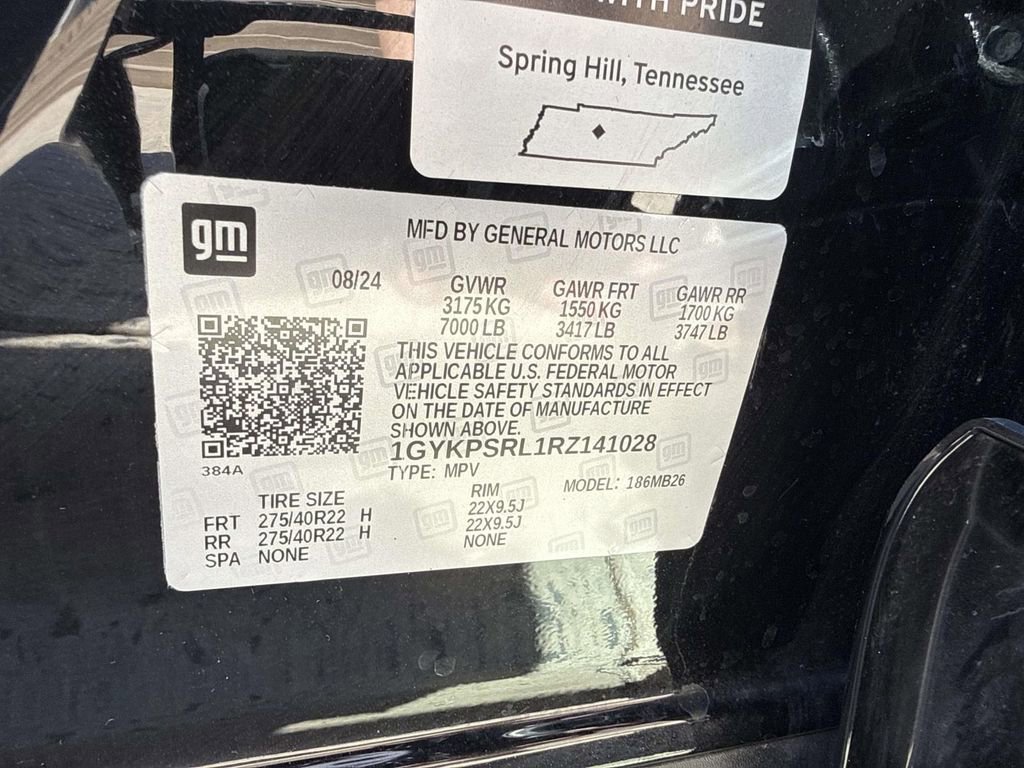 WITH PRIDE
Spring Hill, Tennessee
gm
MFD BY GENERAL MOTORS LLC
08/24
GVWR
3175 KG
7000 LB
GAWR FRT
1550 KG
3417 LB
GAWR RR
1700 KG
3747 LB
THIS VEHICLE CONFORMS TO ALL
APPLICABLE U.S. FEDERAL MOTOR
VEHICLE SAFETY STANDARDS IN EFFECT
ON THE DATE OF MANUFACTURE
SHOWN ABOVE.
1GYKPSRL1RZ141028
TYPE: MPV
MODEL: 186MB26
384A
TIRE SIZE
RIM
FRT 275/40R22 H 22X9.5J
RR 275/40R22 H 22X9.5J
SPA NONE NONE